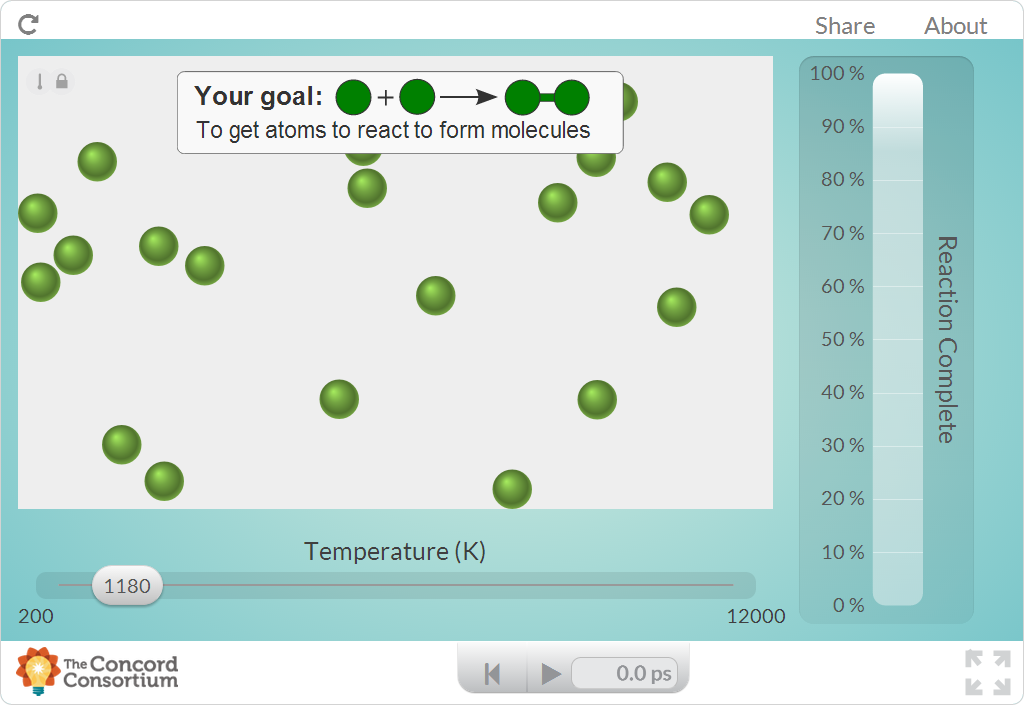 Share
About
Your goal: +
To get atoms to react to form molecules
100 %
90 %
80 %
70 %
60 %
50 %
40 %
30 %
20 %
10 %
0 %
Reaction Complete
Temperature (K)
1180
200
12000
The Concord
Consortium
0.0 ps